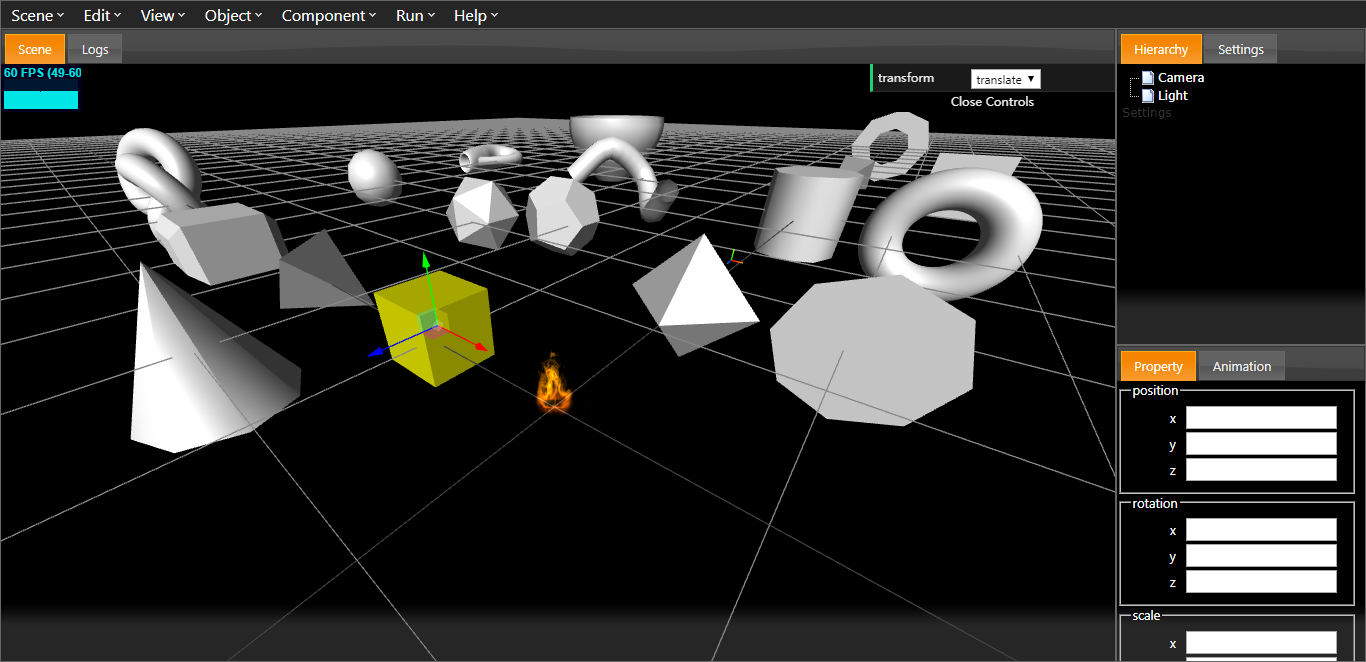 Scene Edit View Object Component Run Help
Scene Logs
60 FPS (49-60
transform translate
Close Controls
Hierarchy Settings
Camera
Light
Settings
Property Animation
position
x
y
z
rotation
x
y
z
scale
x